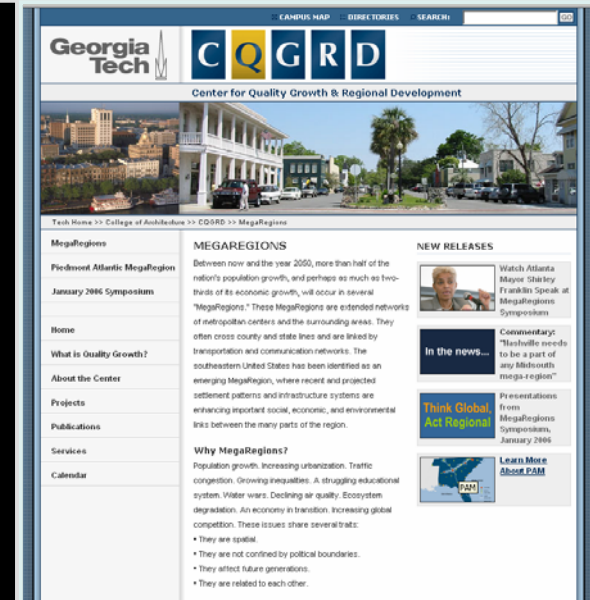 CAMPUS MAP DIRECTORIES SEARCH: GO
Georgia
Tech
CQGRD
Center for Quality Growth & Regional Development
Tech Home >> College of Architecture >> CQGRD >> MegaRegions
MegaRegions
Piedmont Atlantic MegaRegion
January 2006 Symposium
Home
What is Quality Growth?
About the Center
Projects
Publications
Services
Calendar
MEGAREGIONS
Between now and the year 2050, more than half of the
nation's population growth, and perhaps as much as two-
thirds of its economic growth, will occur in several
"MegaRegions." These MegaRegions are extended networks
of metropolitan centers and the surrounding areas. They
often cross county and state lines and are linked by
transportation and communication networks. The
southeastern United States has been identified as an
emerging MegaRegion, where recent and projected
settlement patterns and infrastructure systems are
enhancing important social, economic, and environmental
links between the many parts of the region.
Why MegaRegions?
Population growth. Increasing urbanization. Traffic
congestion. Growing inequalities. A struggling educational
system. Water wars. Declining air quality. Ecosystem
degradation. An economy in transition. Increasing global
competition. These issues share several traits:
• They are spatial.
• They are not confined by political boundaries.
• They affect future generations.
• They are related to each other.
NEW RELEASES
Watch Atlanta
Mayor Shirley
Franklin Speak at
MegaRegions
Symposium
In the news...
Commentary:
"Nashville needs
to be a part of
any Midsouth
mega-region"
Think Global,
Act Regional
Presentations
from
MegaRegions
Symposium,
January 2006
PAM
Learn More
About PAM